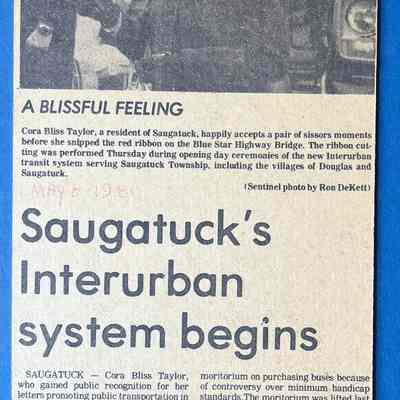 A BLISSFUL FEELING
Cora Bliss Taylor, a resident of Saugatuck, happily accepts a pair of sissors moments
before she snipped the red ribbon on the Blue Star Highway Bridge. The ribbon cut-
ting was performed Thursday during opening day ceremonies of the new Interurban
transit system serving Saugatuck Township, including the villages of Douglas and
Saugatuck.
(Sentinel photo by Ron DeKett)
MAY
Saugatuck's
Interurban
system begins
SAUGATUCK — Cora Bliss Taylor,
who gained public recognition for her
letters promoting public transportation in
moritorium on purchasing buses because
of controversy over minimum handicap
standards. The moritorium was lifted last